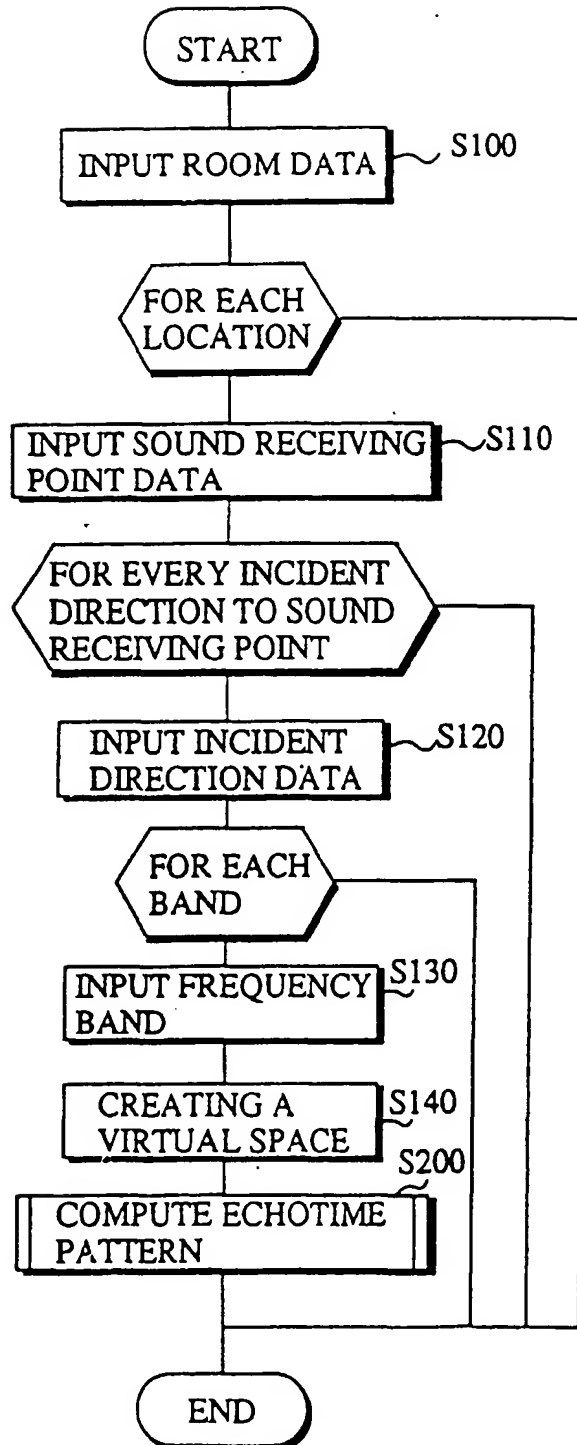 START
INPUT ROOM DATA
S100
FOR EACH
LOCATION
INPUT SOUND RECEIVING
POINT DATA
S110
FOR EVERY INCIDENT
DIRECTION TO SOUND
RECEIVING POINT
INPUT INCIDENT
DIRECTION DATA
S120
FOR EACH
BAND
INPUT FREQUENCY
BAND
S130
CREATING A
VIRTUAL SPACE
S140
S200
COMPUTE ECHOTIME
PATTERN
END